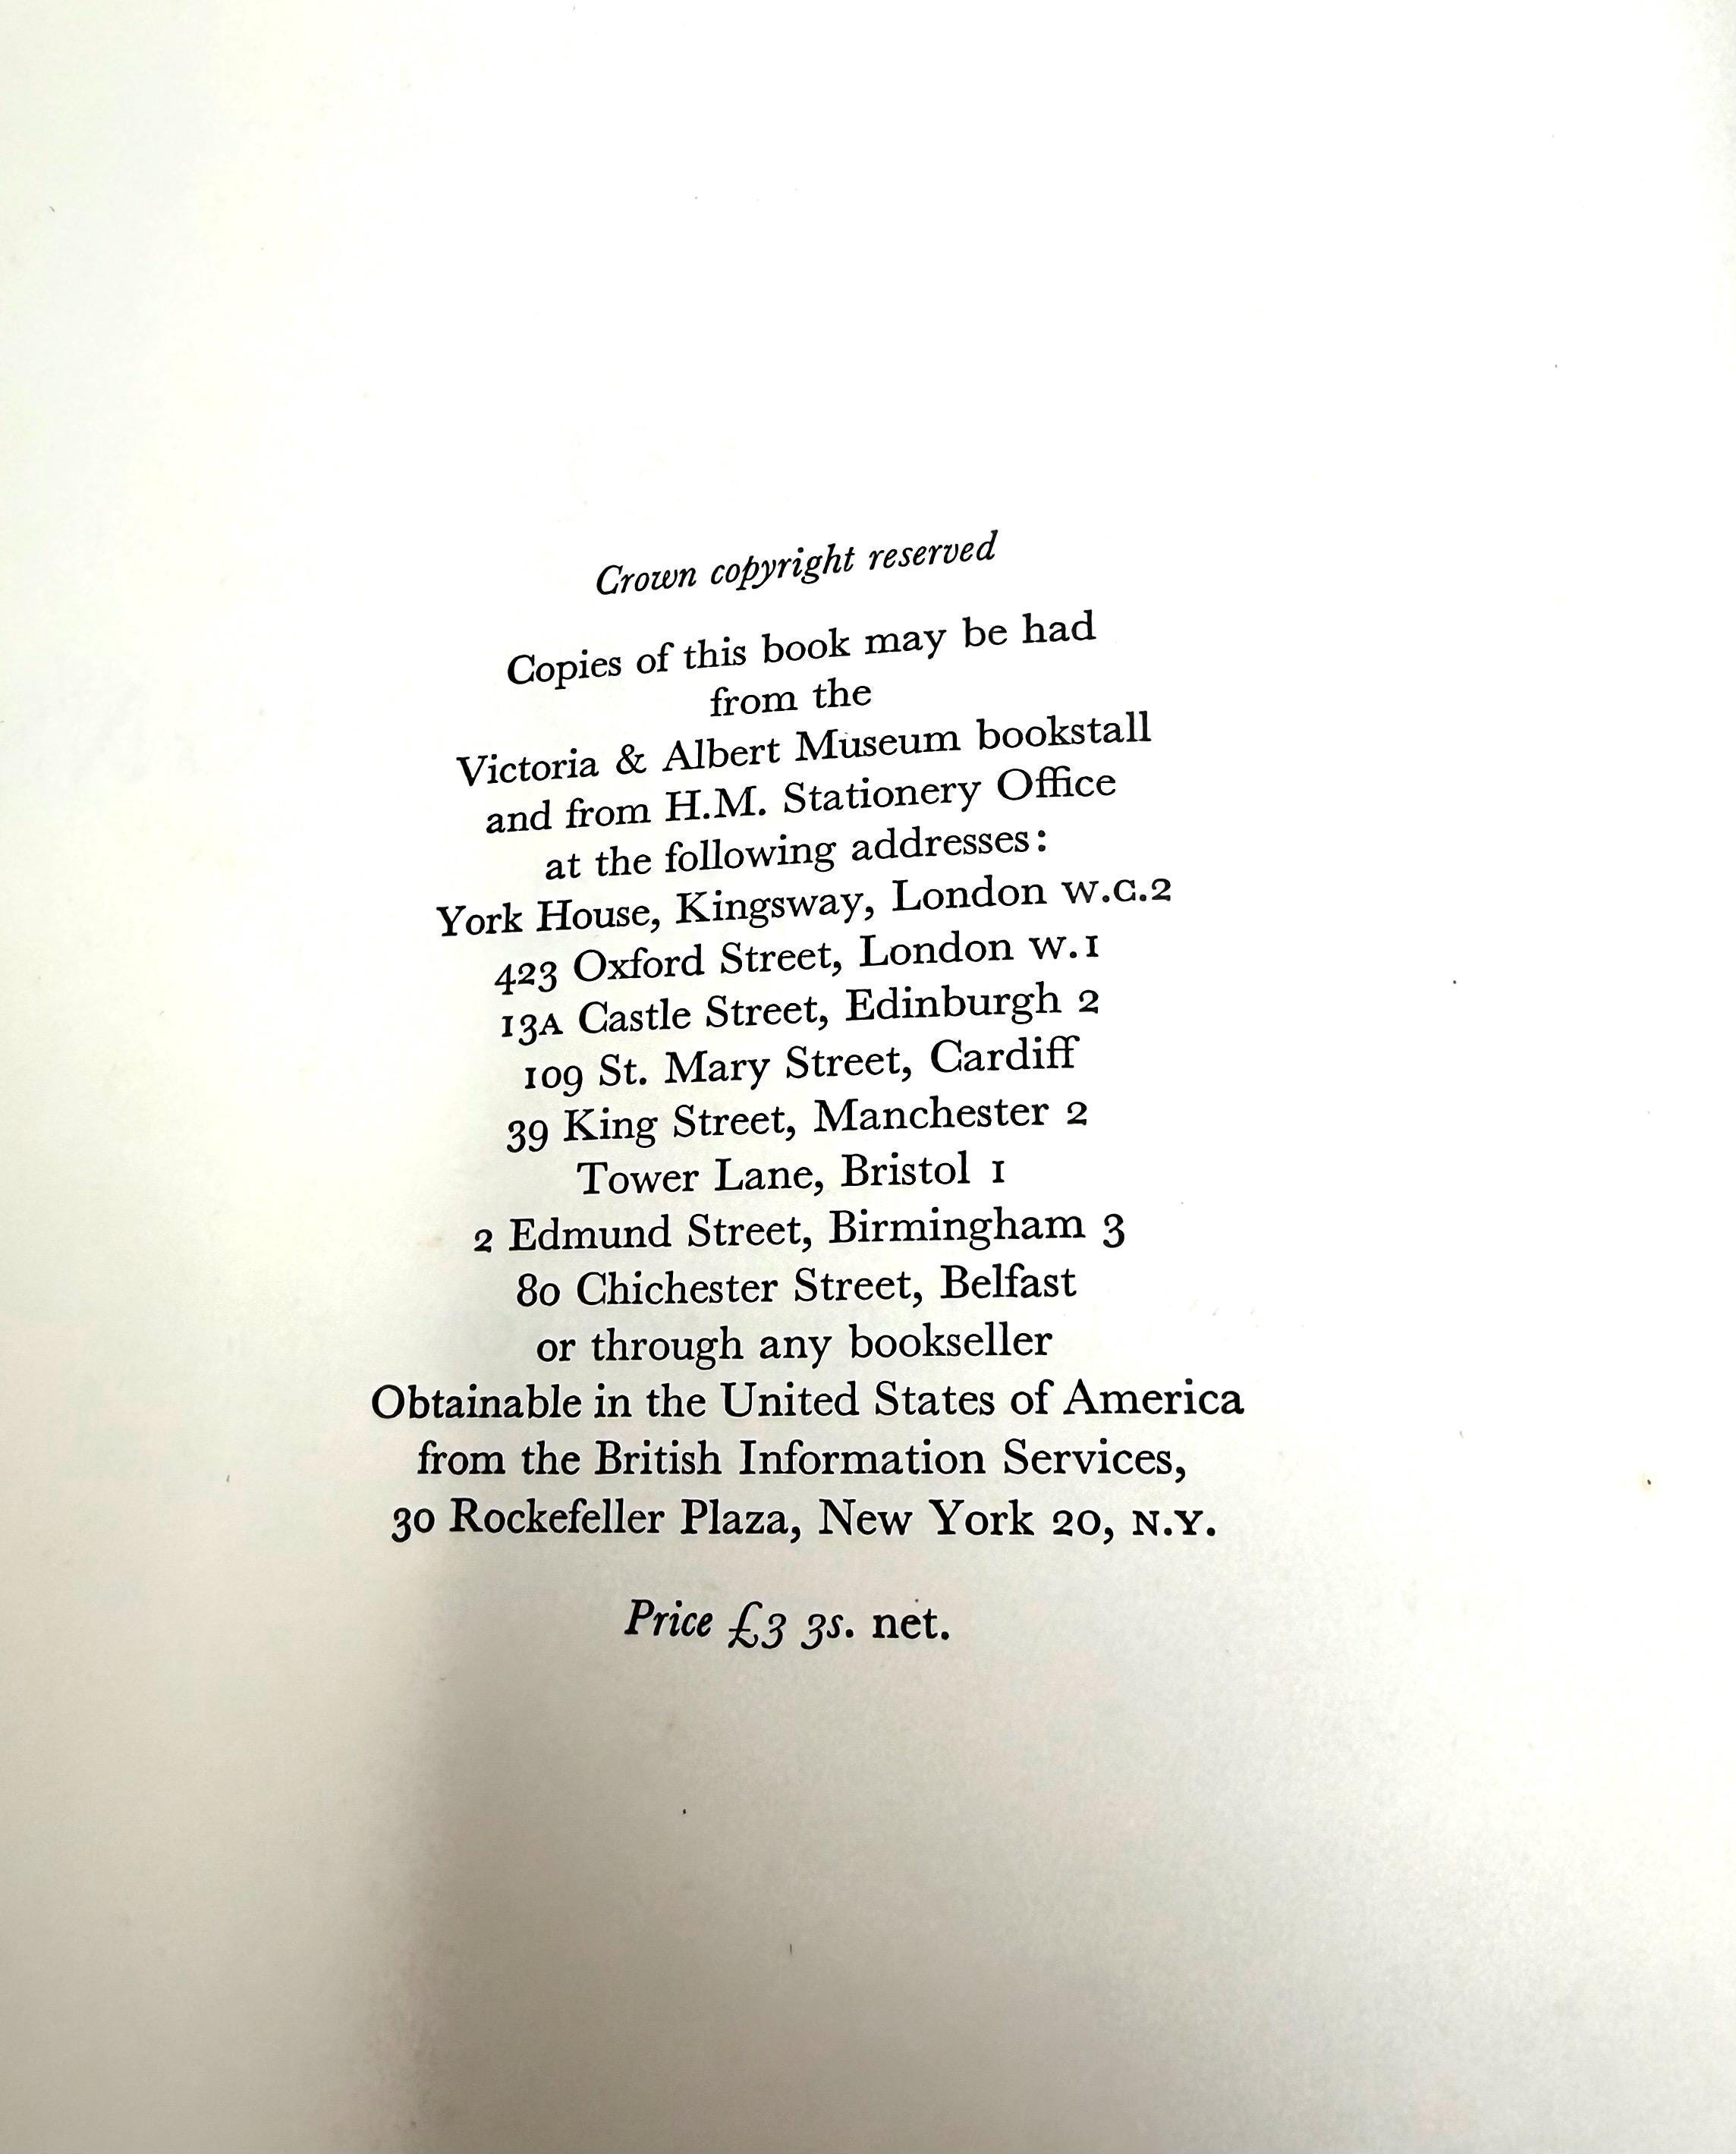 Crown copyright reserved
Copies of this book may be had
from the
Victoria & Albert Museum bookstall
and from H.M. Stationery Office
at the following addresses:
York House, Kingsway, London W.C.2
423 Oxford Street, London W.1
13A Castle Street, Edinburgh 2
109 St. Mary Street, Cardiff
39 King Street, Manchester 2
Tower Lane, Bristol 1
2 Edmund Street, Birmingham 3
80 Chichester Street, Belfast
or through any bookseller
Obtainable in the United States of America
from the British Information Services,
30 Rockefeller Plaza, New York 20, N.Y.
Price £3 3s. net.